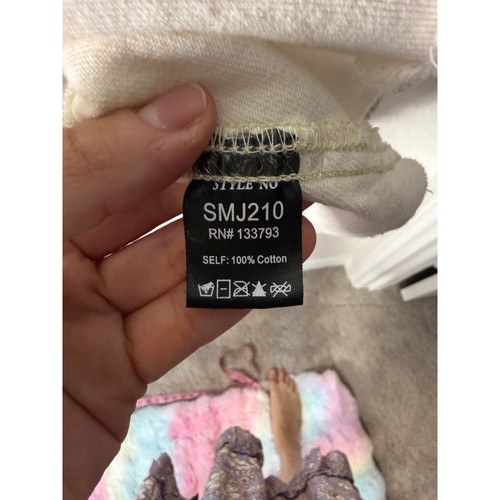 STYLE NO
SMJ210
RN# 133793
SELF: 100% Cotton